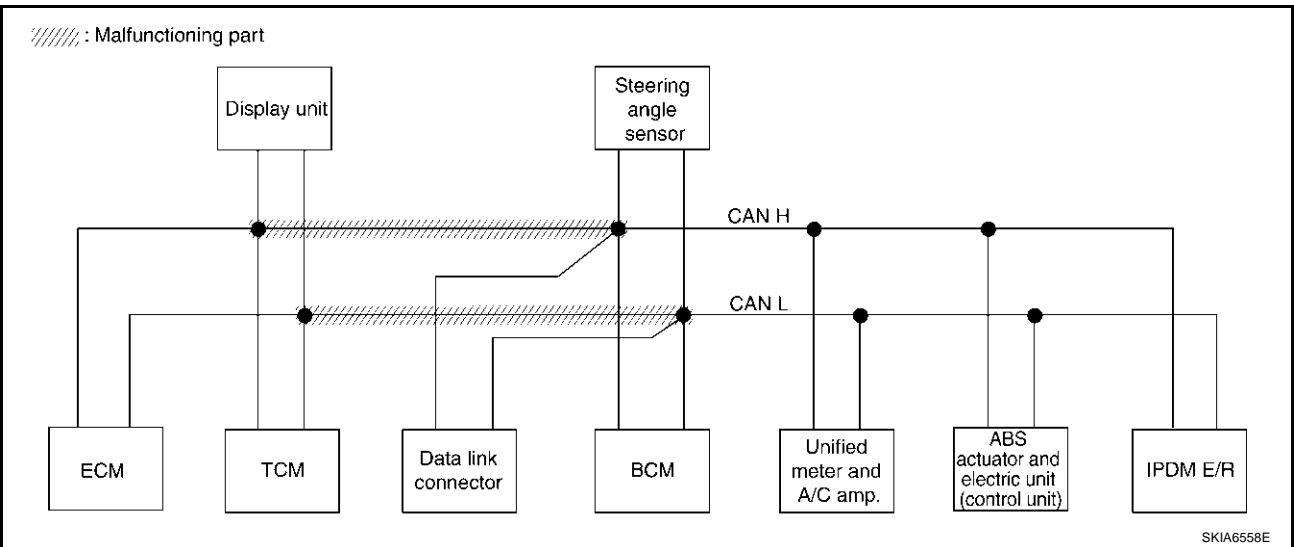 : Malfunctioning part
Display unit
Steering
angle
sensor
CAN H
CAN L
ECM
TCM
Data link
connector
BCM
Unified
meter and
A/C amp.
ABS
actuator and
electric unit
(control unit)
IPDM E/R
SKIA6558E